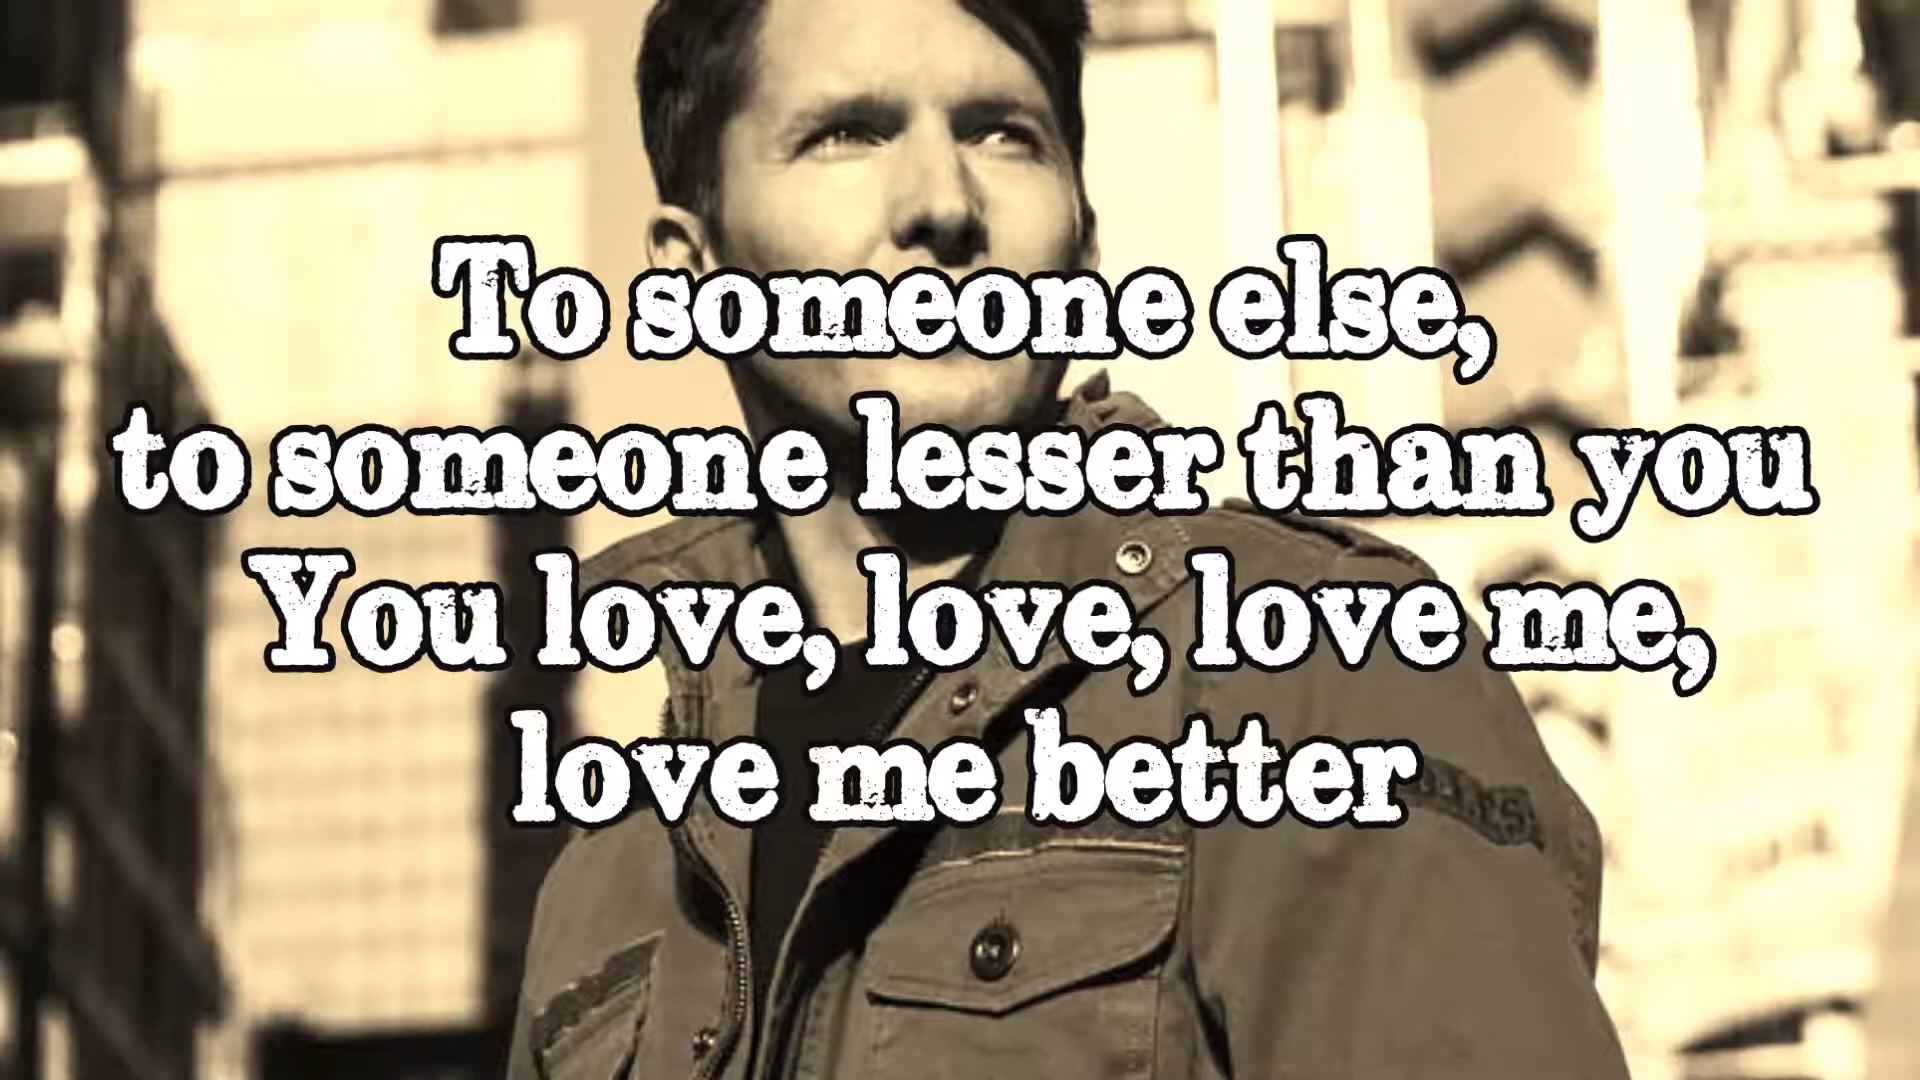 To someone else,
to someone lesser than you
You love, love, love me,
love me better